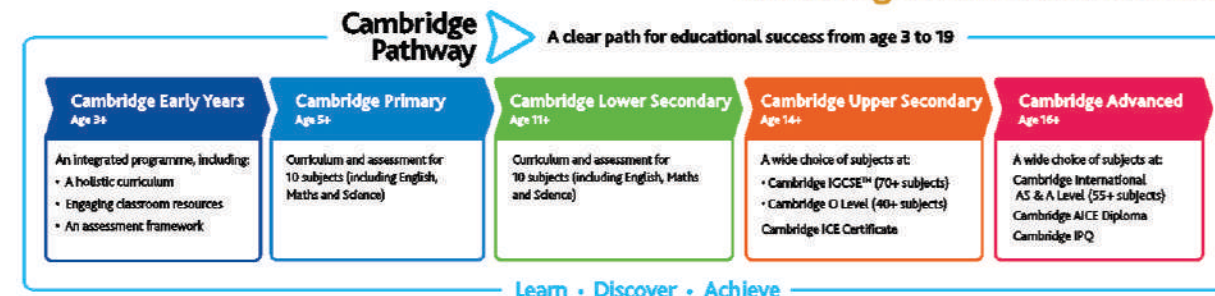 Cambridge
Pathway
A clear path for educational success from age 3 to 19
Cambridge Early Years
Age 3+
An integrated programme, including:
• A holistic curriculum
• Engaging classroom resources
• An assessment framework
Cambridge Primary
Age 5+
Curriculum and assessment for
10 subjects (including English,
Maths and Science)
Cambridge Lower Secondary
Age 11+
Curriculum and assessment for
10 subjects (including English, Maths
and Science)
Cambridge Upper Secondary
Age 14+
A wide choice of subjects at:
• Cambridge IGCSE™ (70+ subjects)
• Cambridge O Level (40+ subjects)
Cambridge ICE Certificate
Cambridge Advanced
Age 16+
A wide choice of subjects at:
Cambridge International
AS & A Level (55+ subjects)
Cambridge AICE Diploma
Cambridge IPQ
Learn • Discover • Achieve